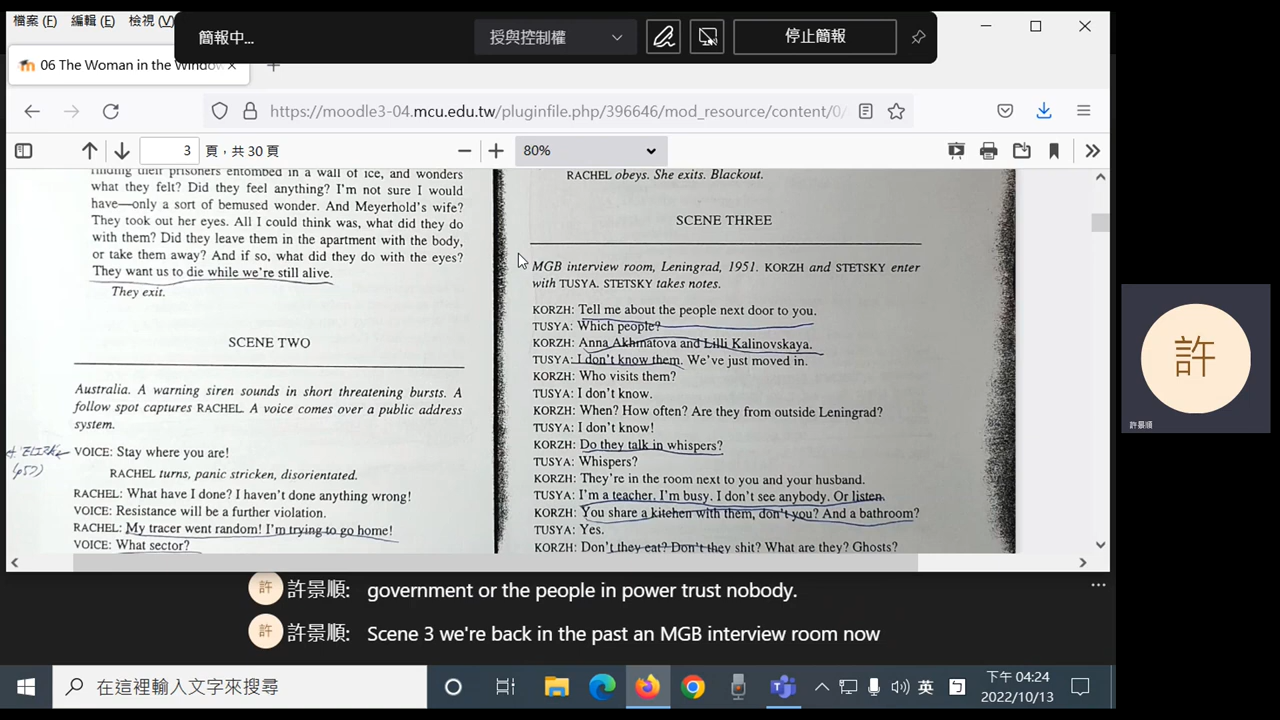 檔案 (F) 編輯 (E) 檢視 (V)
簡報中...
授與控制權
停止簡報
06 The Woman in the Window
https://moodle3-04.mcu.edu.tw/pluginfile.php/396646/mod_resource/content/0/
3 頁，共 30 頁
80%
finding their prisoners entombed in a wall of ice, and wonders
what they felt? Did they feel anything? I'm not sure I would
have—only a sort of bemused wonder. And Meyerhold's wife?
They took out her eyes. All I could think was, what did they do
with them? Did they leave them in the apartment with the body,
or take them away? And if so, what did they do with the eyes?
They want us to die while we're still alive.
They exit.
SCENE TWO
Australia. A warning siren sounds in short threatening bursts. A
follow spot captures RACHEL. A voice comes over a public address
system.
VOICE: Stay where you are!
RACHEL turns, panic stricken, disorientated.
RACHEL: What have I done? I haven't done anything wrong!
VOICE: Resistance will be a further violation.
RACHEL: My tracer went random! I'm trying to go home!
VOICE: What sector?
RACHEL obeys. She exits. Blackout.
SCENE THREE
MGB interview room, Leningrad, 1951. KORZH and STETSKY enter
with TUSYA. STETSKY takes notes.
KORZH: Tell me about the people next door to you.
TUSYA: Which people?
KORZH: Anna Akhmatova and Lilli Kalinovskaya.
TUSYA: I don't know them. We've just moved in.
KORZH: Who visits them?
TUSYA: I don't know.
KORZH: When? How often? Are they from outside Leningrad?
TUSYA: I don't know!
KORZH: Do they talk in whispers?
TUSYA: Whispers?
KORZH: They're in the room next to you and your husband.
TUSYA: I'm a teacher. I'm busy. I don't see anybody. Or listen.
KORZH: You share a kitchen with them, don't you? And a bathroom?
TUSYA: Yes.
KORZH: Don't they eat? Don't they shit? What are they? Ghosts?
許
許景順
許 許景順: government or the people in power trust nobody.
許 許景順: Scene 3 we're back in the past an MGB interview room now
在這裡輸入文字來搜尋
英
下午 04:24
2022/10/13